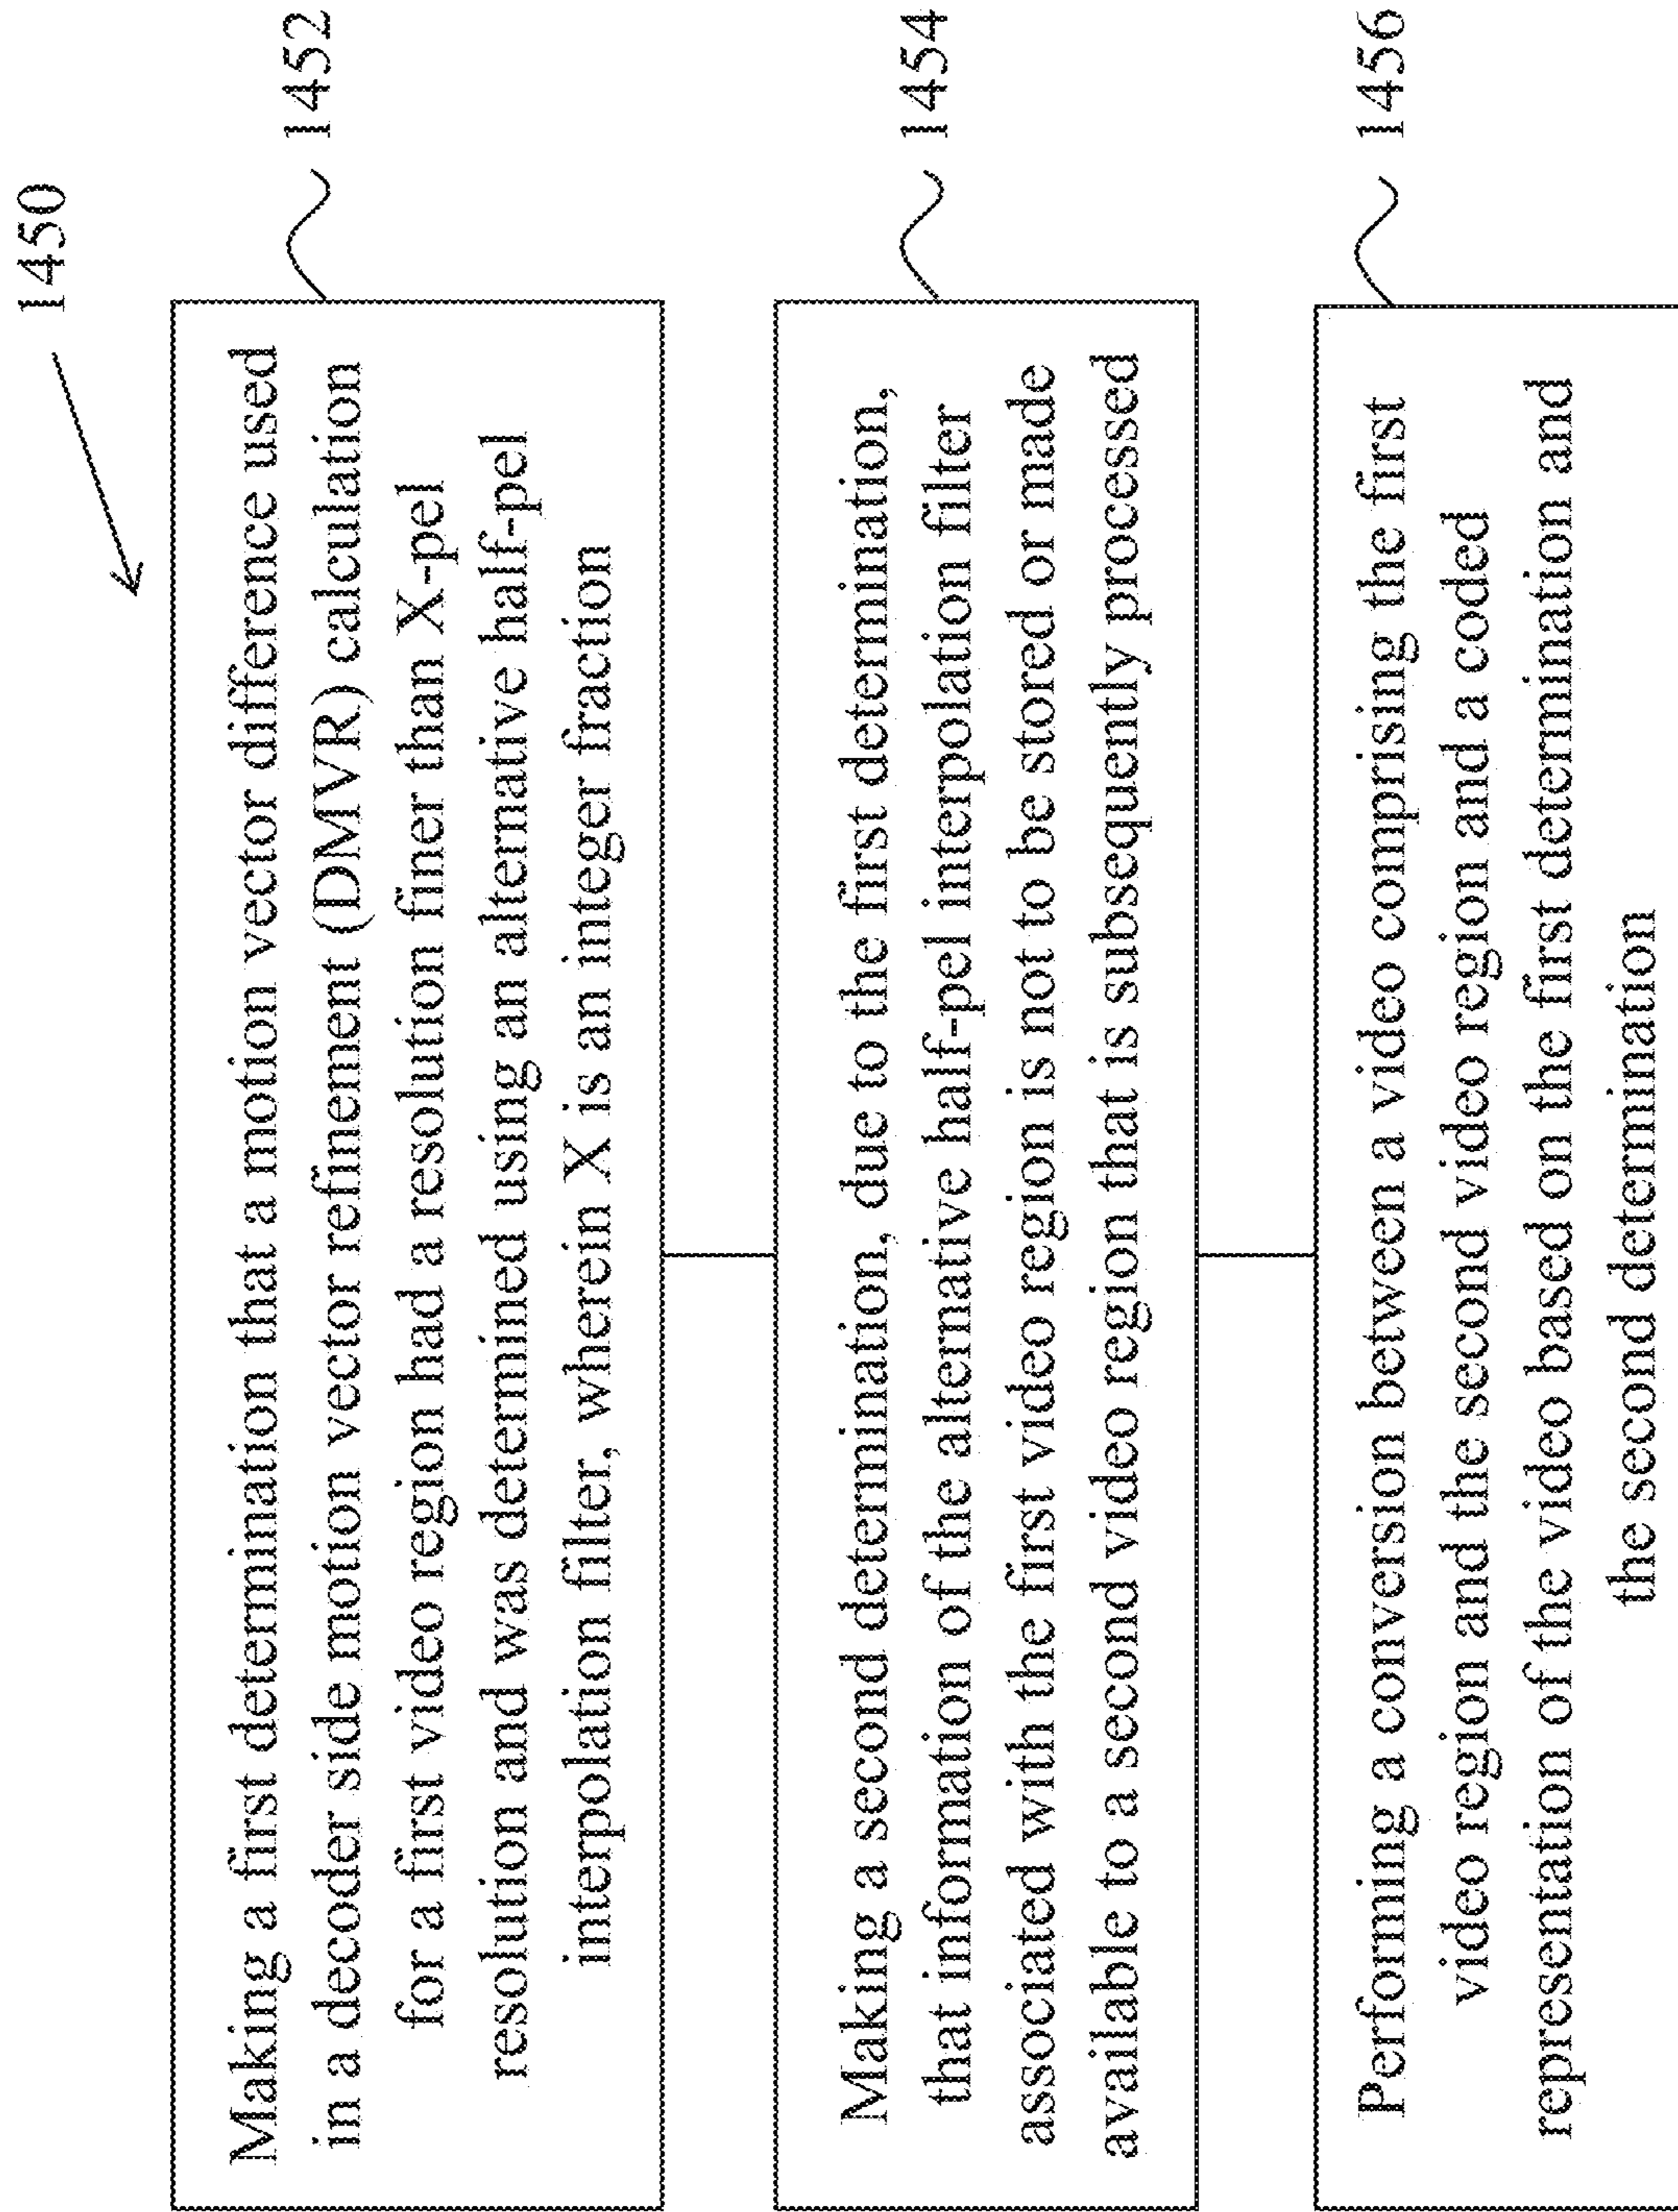 1450
Making a first determination that a motion vector difference used
in a decoder side motion vector refinement (DMVR) calculation
for a first video region had a resolution finer than X-pel
resolution and was determined using an alternative half-pel
interpolation filter, wherein X is an integer fraction
1452
Making a second determination, due to the first determination,
that information of the alternative half-pel interpolation filter
associated with the first video region is not to be stored or made
available to a second video region that is subsequently processed
1454
Performing a conversion between a video comprising the first
video region and the second video region and a coded
representation of the video based on the first determination and
the second determination
1456